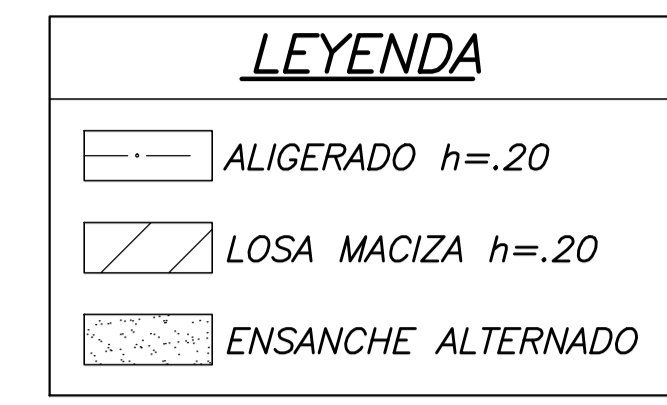 LEYENDA
ALIGERADO h=.20
LOSA MACIZA h=.20
ENSANCHE ALTERNADO